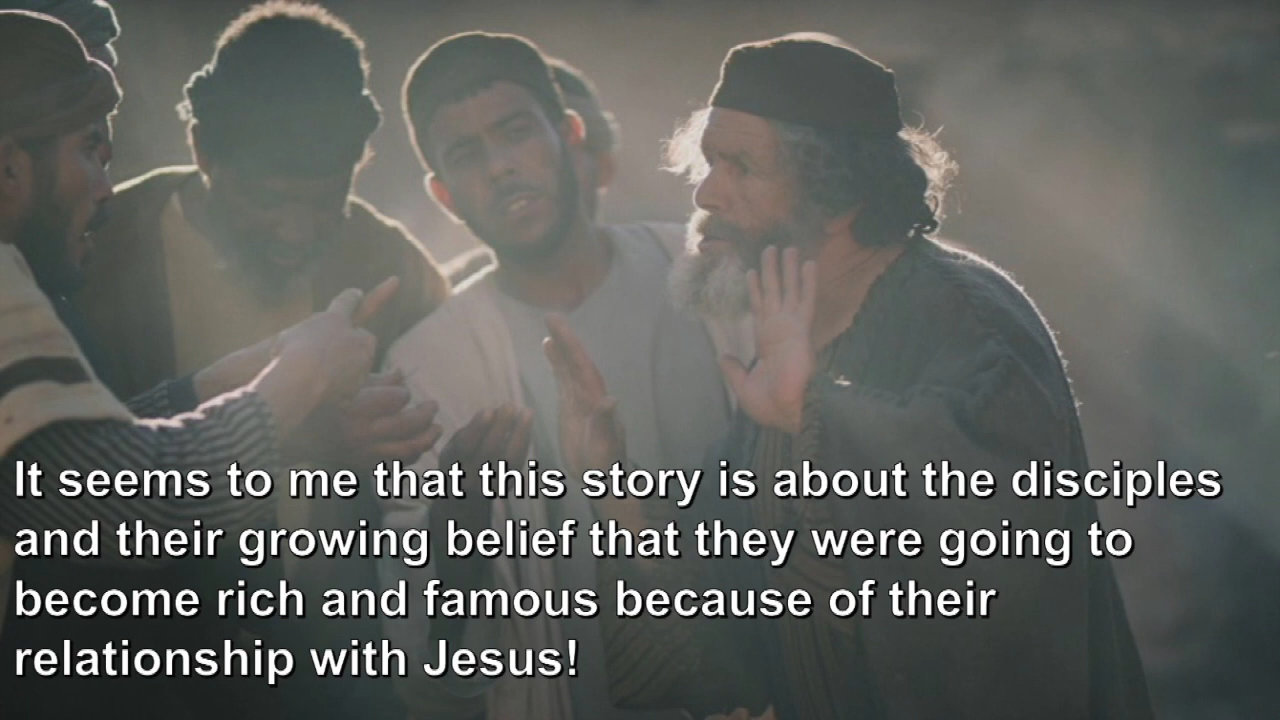 It seems to me that this story is about the disciples
and their growing belief that they were going to
become rich and famous because of their
relationship with Jesus!